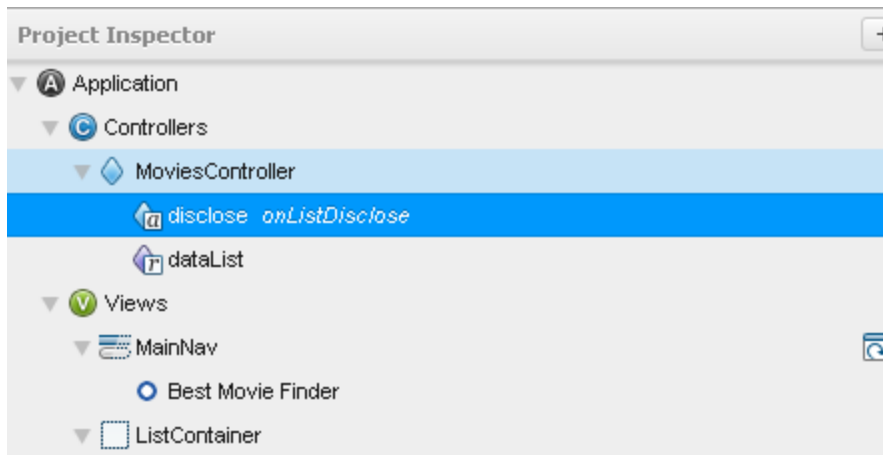 Project Inspector
Application
Controllers
MoviesController
disclose onListDisclose
dataList
Views
MainNav
Best Movie Finder
ListContainer